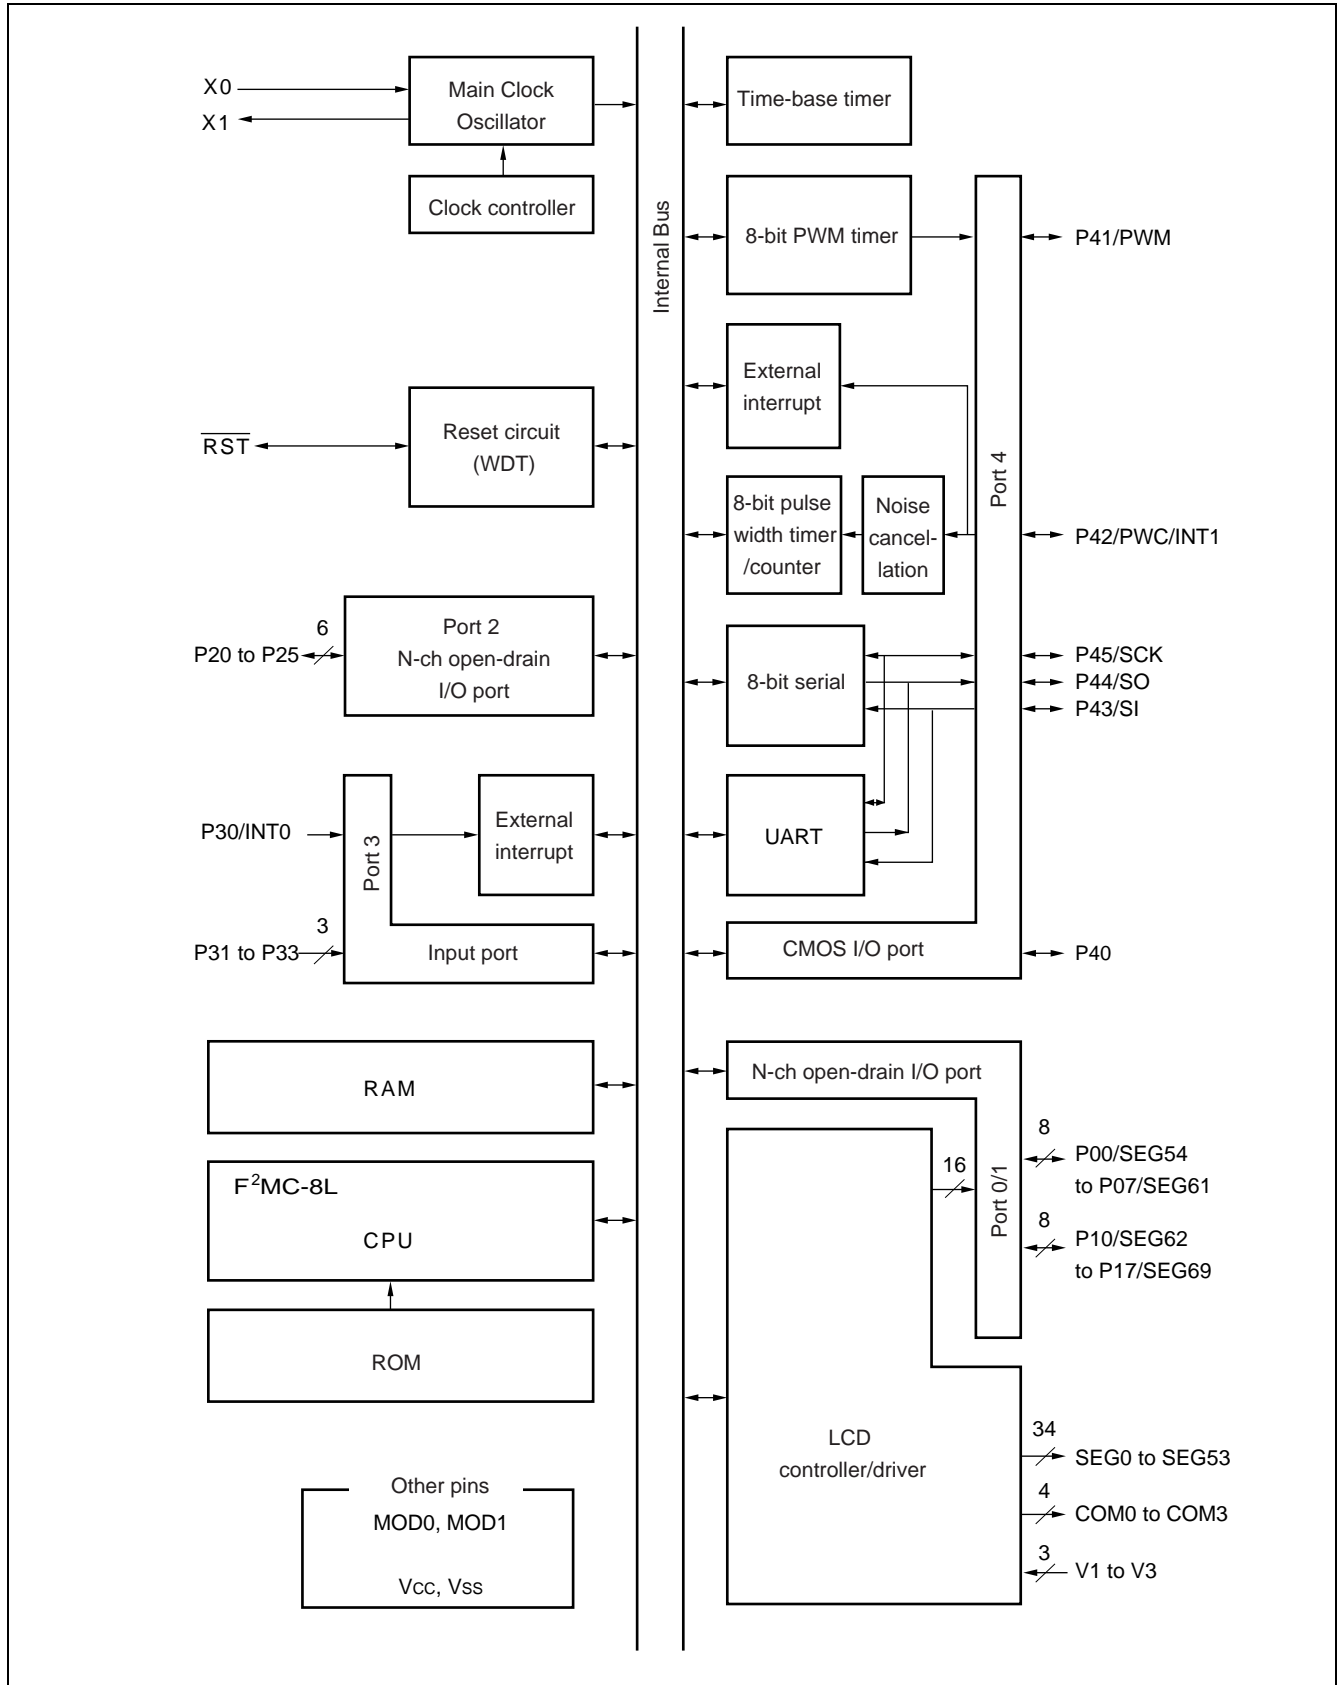 X0
X1
Main Clock
Oscillator
Clock controller
Internal Bus
Time-base timer
8-bit PWM timer
P41/PWM
External
interrupt
RST
Reset circuit
(WDT)
Port 4
8-bit pulse
width timer
/counter
Noise
cancel-
lation
P42/PWC/INT1
6
P20 to P25
Port 2
N-ch open-drain
I/O port
8-bit serial
P45/SCK
P44/SO
P43/SI
P30/INT0
Port 3
External
interrupt
UART
3
P31 to P33
Input port
CMOS I/O port
P40
RAM
N-ch open-drain I/O port
8
P00/SEG54
to P07/SEG61
16
Port 0/1
8
P10/SEG62
to P17/SEG69
F²MC-8L
CPU
ROM
LCD
controller/driver
34
SEG0 to SEG53
4
COM0 to COM3
3
V1 to V3
Other pins
MOD0, MOD1
Vcc, Vss